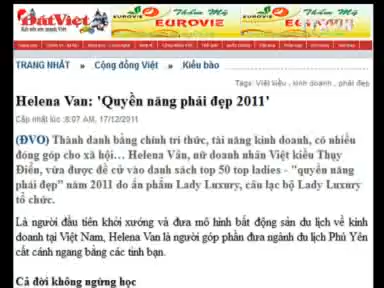 ĐấtViệt
EUROVIE
EUROVIE
TRANG NHẤT » Cộng đồng Việt » Kiều bào
Tags: Việt kiều , kinh doanh , phái đẹp
Helena Van: 'Quyền năng phái đẹp 2011'
Cập nhật lúc :8:07 AM, 17/12/2011
(ĐVO) Thành danh bằng chính tri thức, tài năng kinh doanh, có nhiều
đóng góp cho xã hội… Helena Vân, nữ doanh nhân Việt kiều Thụy
Điển, vừa được đề cử vào danh sách top 50 top ladies - "quyền năng
phái đẹp" năm 2011 do ấn phẩm Lady Luxury, câu lạc bộ Lady Luxury
tổ chức.
Là người đầu tiên khởi xướng và đưa mô hình bất động sản du lịch về kinh
doanh tại Việt Nam, Helena Van là người góp phần đưa ngành du lịch Phú Yên
cất cánh ngang bằng các tỉnh bạn.
Cả đời không ngừng học